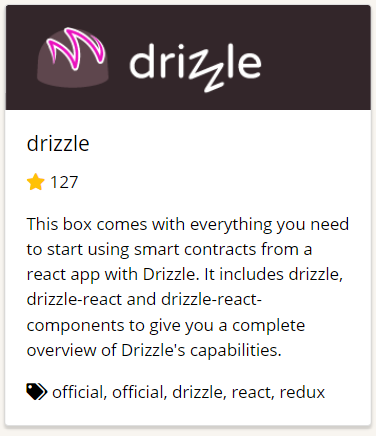 drizzle
drizzle
127
This box comes with everything you need
to start using smart contracts from a
react app with Drizzle. It includes drizzle,
drizzle-react and drizzle-react-
components to give you a complete
overview of Drizzle's capabilities.
official, official, drizzle, react, redux